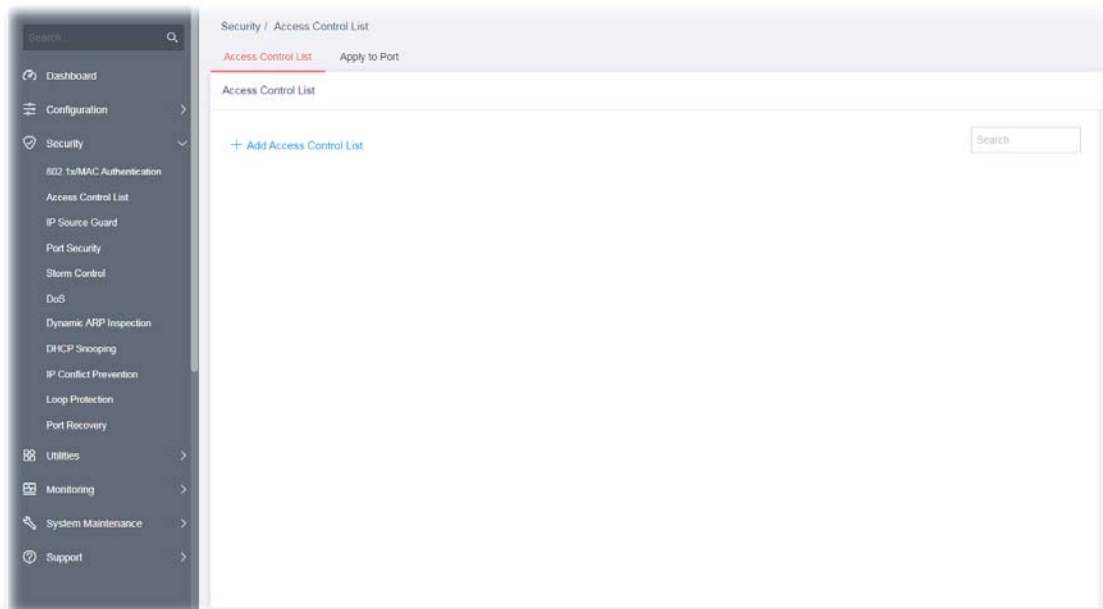 Search...
Dashboard
Configuration
Security
802.1x/MAC Authentication
Access Control List
IP Source Guard
Port Security
Storm Control
DoS
Dynamic ARP Inspection
DHCP Snooping
IP Conflict Prevention
Loop Protection
Port Recovery
Utilities
Monitoring
System Maintenance
Support
Security / Access Control List
Access Control List Apply to Port
Access Control List
+ Add Access Control List
Search